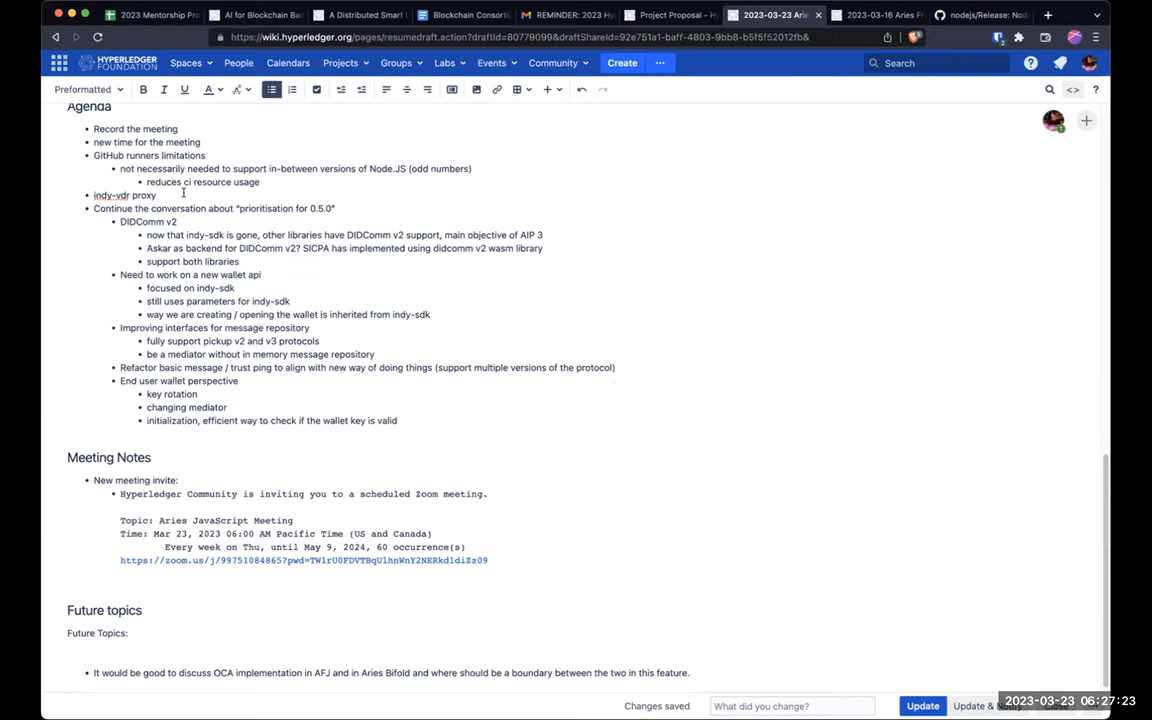 2023 Mentorship Pro
AI for Blockchain Bac
A Distributed Smart
Blockchain Consorti
REMINDER: 2023 Hy
Project Proposal – Hy
2023-03-23 Arie
2023-03-16 Aries Fr
nodejs/Release: Nod
https://wiki.hyperledger.org/pages/resumedraft.action?draftId=80779099&draftShareId=92e751a1-baff-4803-9bb8-b5f5f52012fb&
HYPERLEDGER FOUNDATION
Spaces
People
Calendars
Projects
Groups
Labs
Events
Community
Create
Search
Preformatted
B I U A
Agenda
• Record the meeting
• new time for the meeting
• GitHub runners limitations
• not necessarily needed to support in-between versions of Node.JS (odd numbers)
• reduces ci resource usage
• indy-vdr proxy
• Continue the conversation about “prioritisation for 0.5.0”
• DIDComm v2
• now that indy-sdk is gone, other libraries have DIDComm v2 support, main objective of AIP 3
• Askar as backend for DIDComm v2? SICPA has implemented using didcomm v2 wasm library
• support both libraries
• Need to work on a new wallet api
• focused on indy-sdk
• still uses parameters for indy-sdk
• way we are creating / opening the wallet is inherited from indy-sdk
• Improving interfaces for message repository
• fully support pickup v2 and v3 protocols
• be a mediator without in memory message repository
• Refactor basic message / trust ping to align with new way of doing things (support multiple versions of the protocol)
• End user wallet perspective
• key rotation
• changing mediator
• initialization, efficient way to check if the wallet key is valid
Meeting Notes
• New meeting invite:
• Hyperledger Community is inviting you to a scheduled Zoom meeting.
Topic: Aries JavaScript Meeting
Time: Mar 23, 2023 06:00 AM Pacific Time (US and Canada)
Every week on Thu, until May 9, 2024, 60 occurrence(s)
https://zoom.us/j/99751084865?pwd=TW1rU0FDVTBqUlhnWnY2NERkd1diZz09
Future topics
Future Topics:
• It would be good to discuss OCA implementation in AFJ and in Aries Bifold and where should be a boundary between the two in this feature.
Changes saved
What did you change?
Update
Update & Notify
2023-03-23 06:27:23